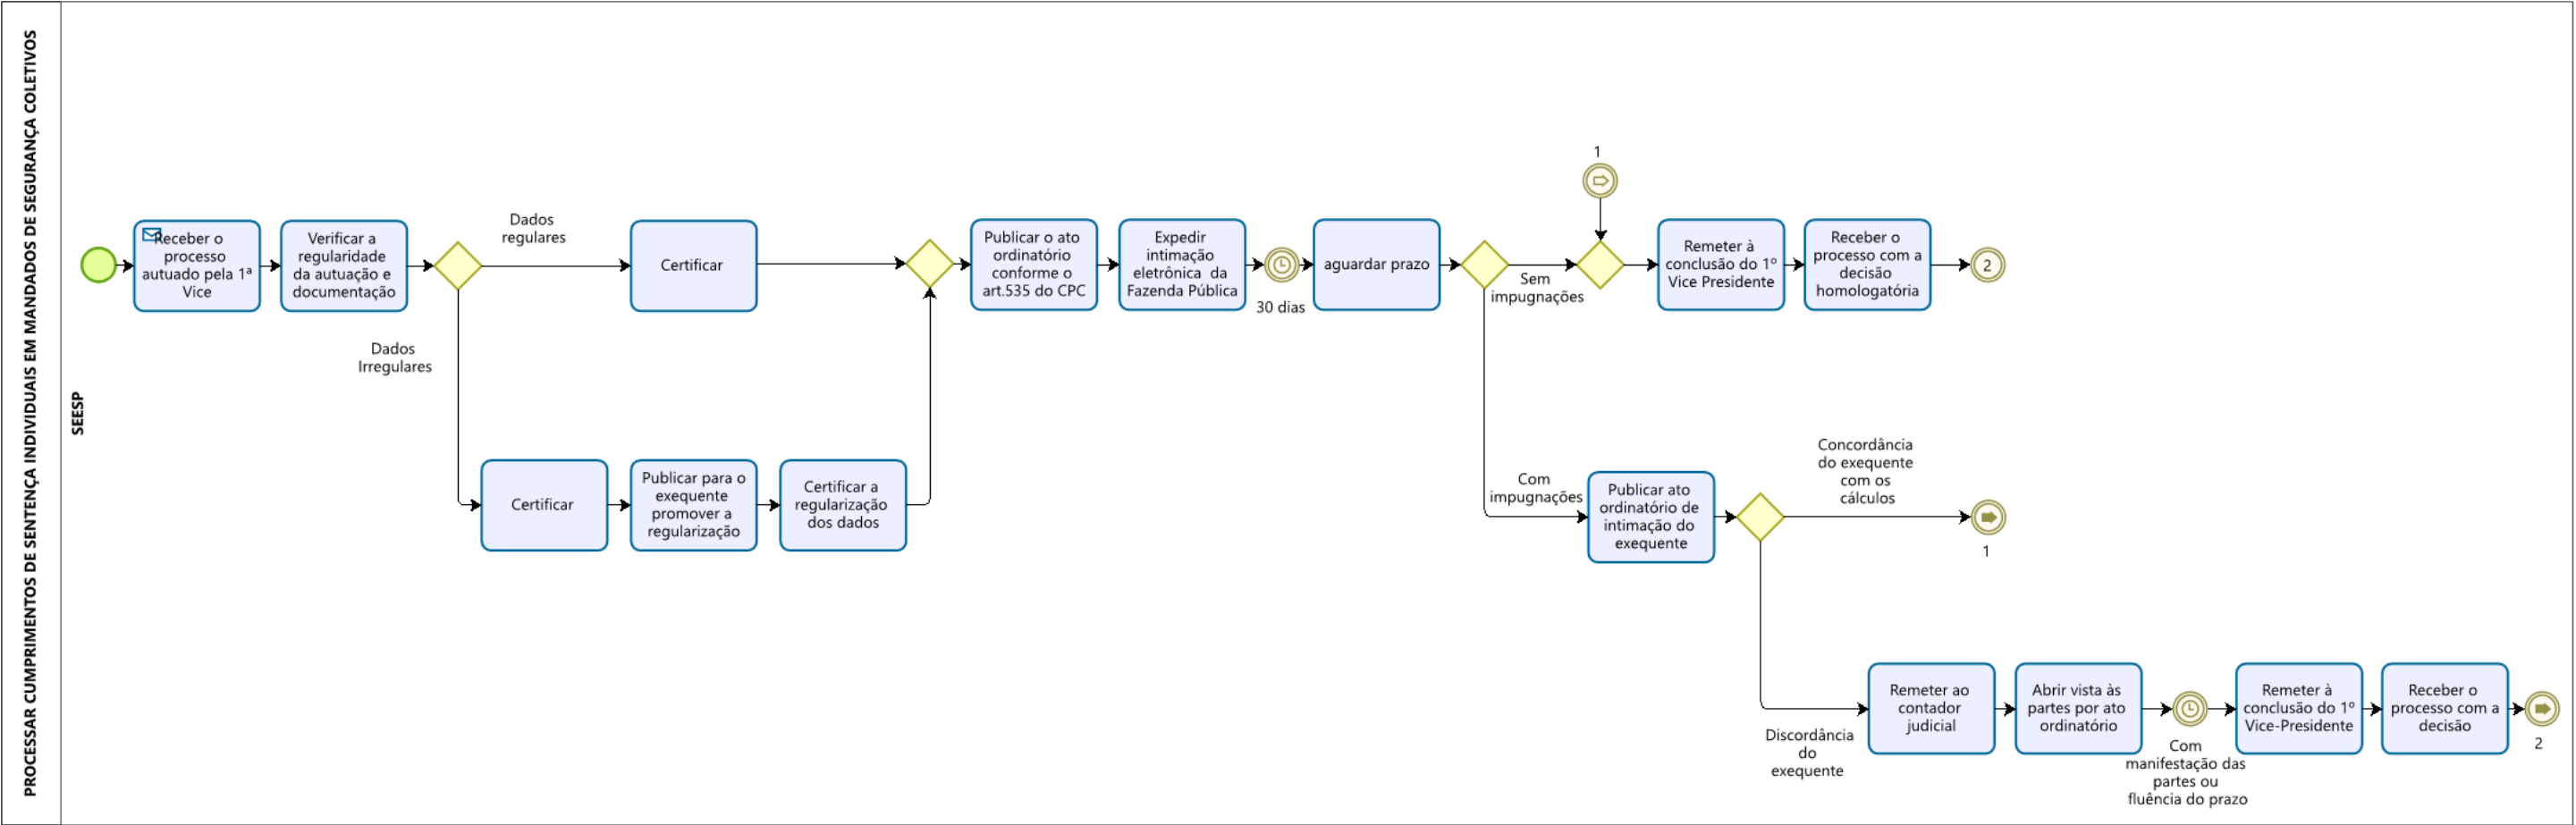 PROCESSAR CUMPRIMENTOS DE SENTENÇA INDIVIDUAIS EM MANDADOS DE SEGURANÇA COLETIVOS
SEESP
Receber o
processo
autuado pela 1ª
Vice
Verificar a
regularidade
da autuação e
documentação
Dados
regulares
Certificar
Dados
Irregulares
Certificar
Publicar para o
exequente
promover a
regularização
Certificar a
regularização
dos dados
Publicar o ato
ordinatório
conforme o
art.535 do CPC
Expedir
intimação
eletrônica da
Fazenda Pública
30 dias
aguardar prazo
Sem
impugnações
1
Remeter à
conclusão do 1º
Vice Presidente
Receber o
processo com a
decisão
homologatória
2
Com
impugnações
Publicar ato
ordinatório de
intimação do
exequente
Concordância
do exequente
com os
cálculos
1
Discordância
do
exequente
Remeter ao
contador
judicial
Abrir vista às
partes por ato
ordinatório
Com
manifestação das
partes ou
fluência do prazo
Remeter à
conclusão do 1º
Vice-Presidente
Receber o
processo com a
decisão
2